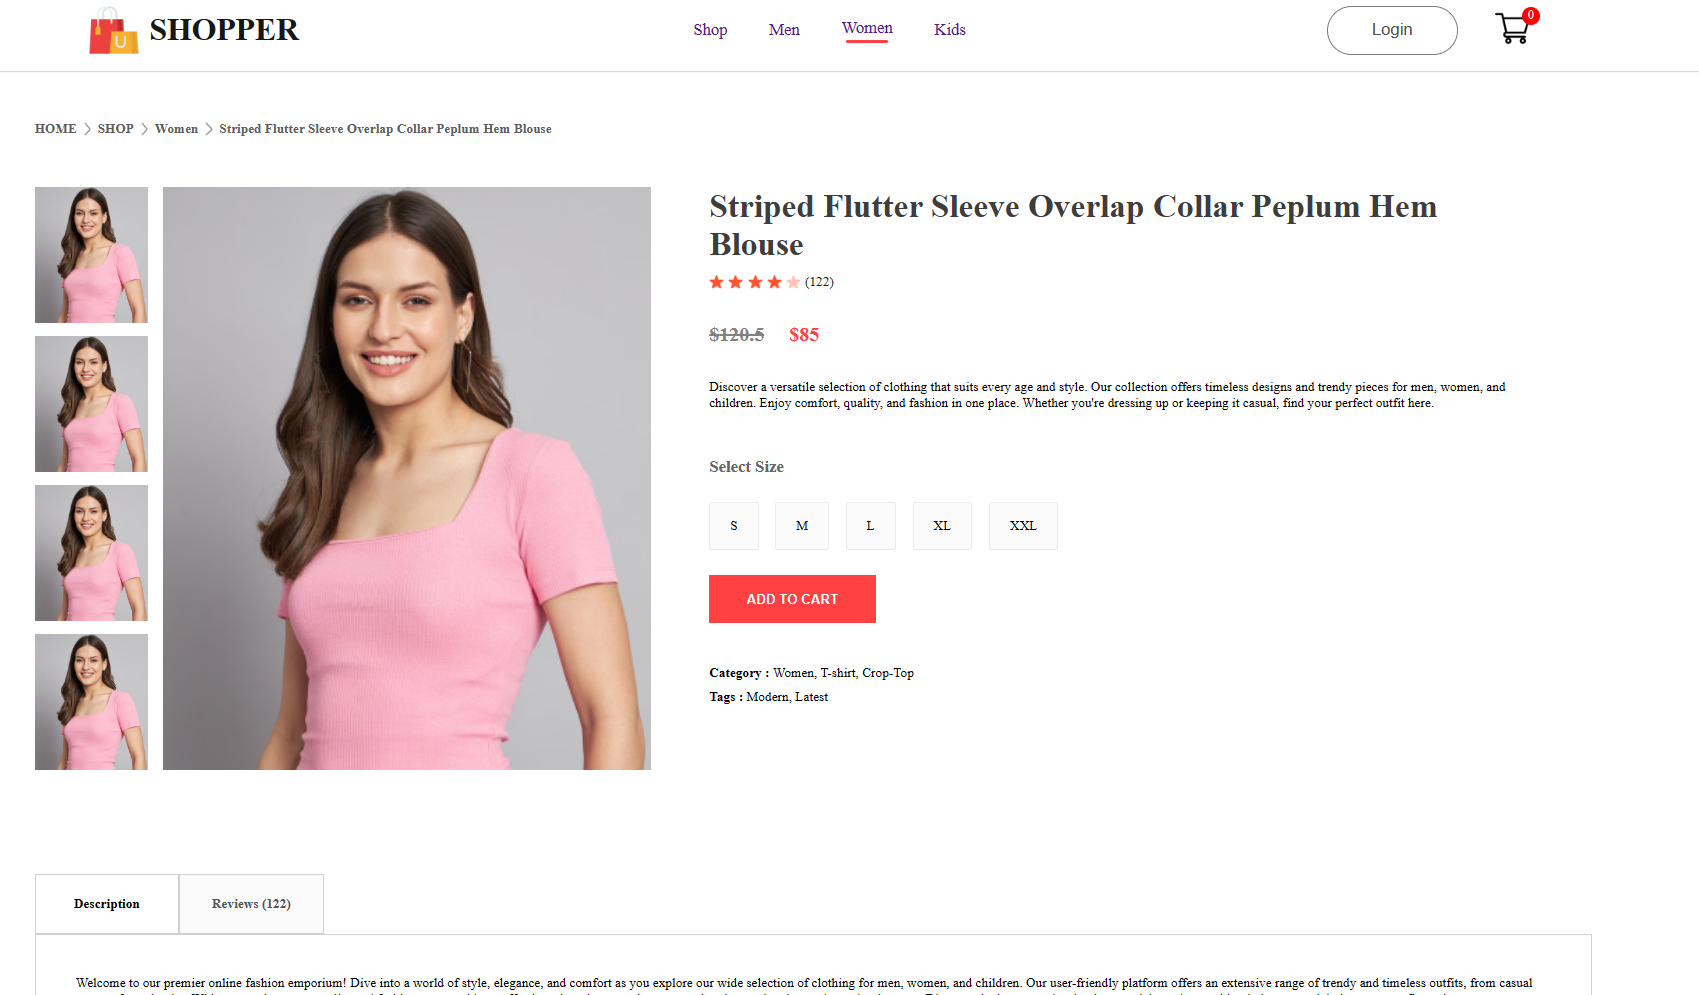 U
SHOPPER
Shop
Men
Women
Kids
Login
0
HOME
SHOP
Women
Striped Flutter Sleeve Overlap Collar Peplum Hem Blouse
Striped Flutter Sleeve Overlap Collar Peplum Hem
Blouse
(122)
$120.5
$85
Discover a versatile selection of clothing that suits every age and style. Our collection offers timeless designs and trendy pieces for men, women, and
children. Enjoy comfort, quality, and fashion in one place. Whether you're dressing up or keeping it casual, find your perfect outfit here.
Select Size
S
M
L
XL
XXL
ADD TO CART
Category : Women, T-shirt, Crop-Top
Tags : Modern, Latest
Description
Reviews (122)
Welcome to our premier online fashion emporium! Dive into a world of style, elegance, and comfort as you explore our wide selection of clothing for men, women, and children. Our user-friendly platform offers an extensive range of trendy and timeless outfits, from casual